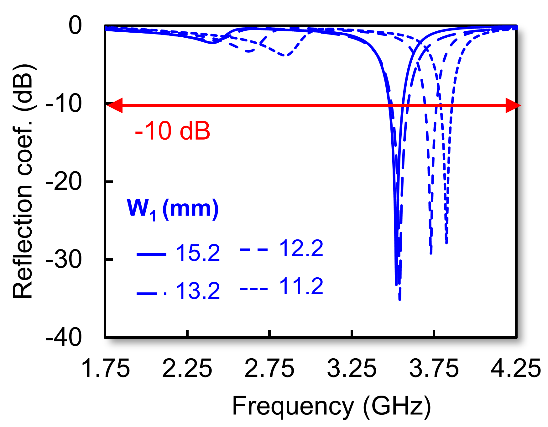 0
-10
-20
-30
-40
Reflection coef. (dB)
-10 dB
W1 (mm)
15.2
12.2
13.2
11.2
1.75 2.25 2.75 3.25 3.75 4.25
Frequency (GHz)